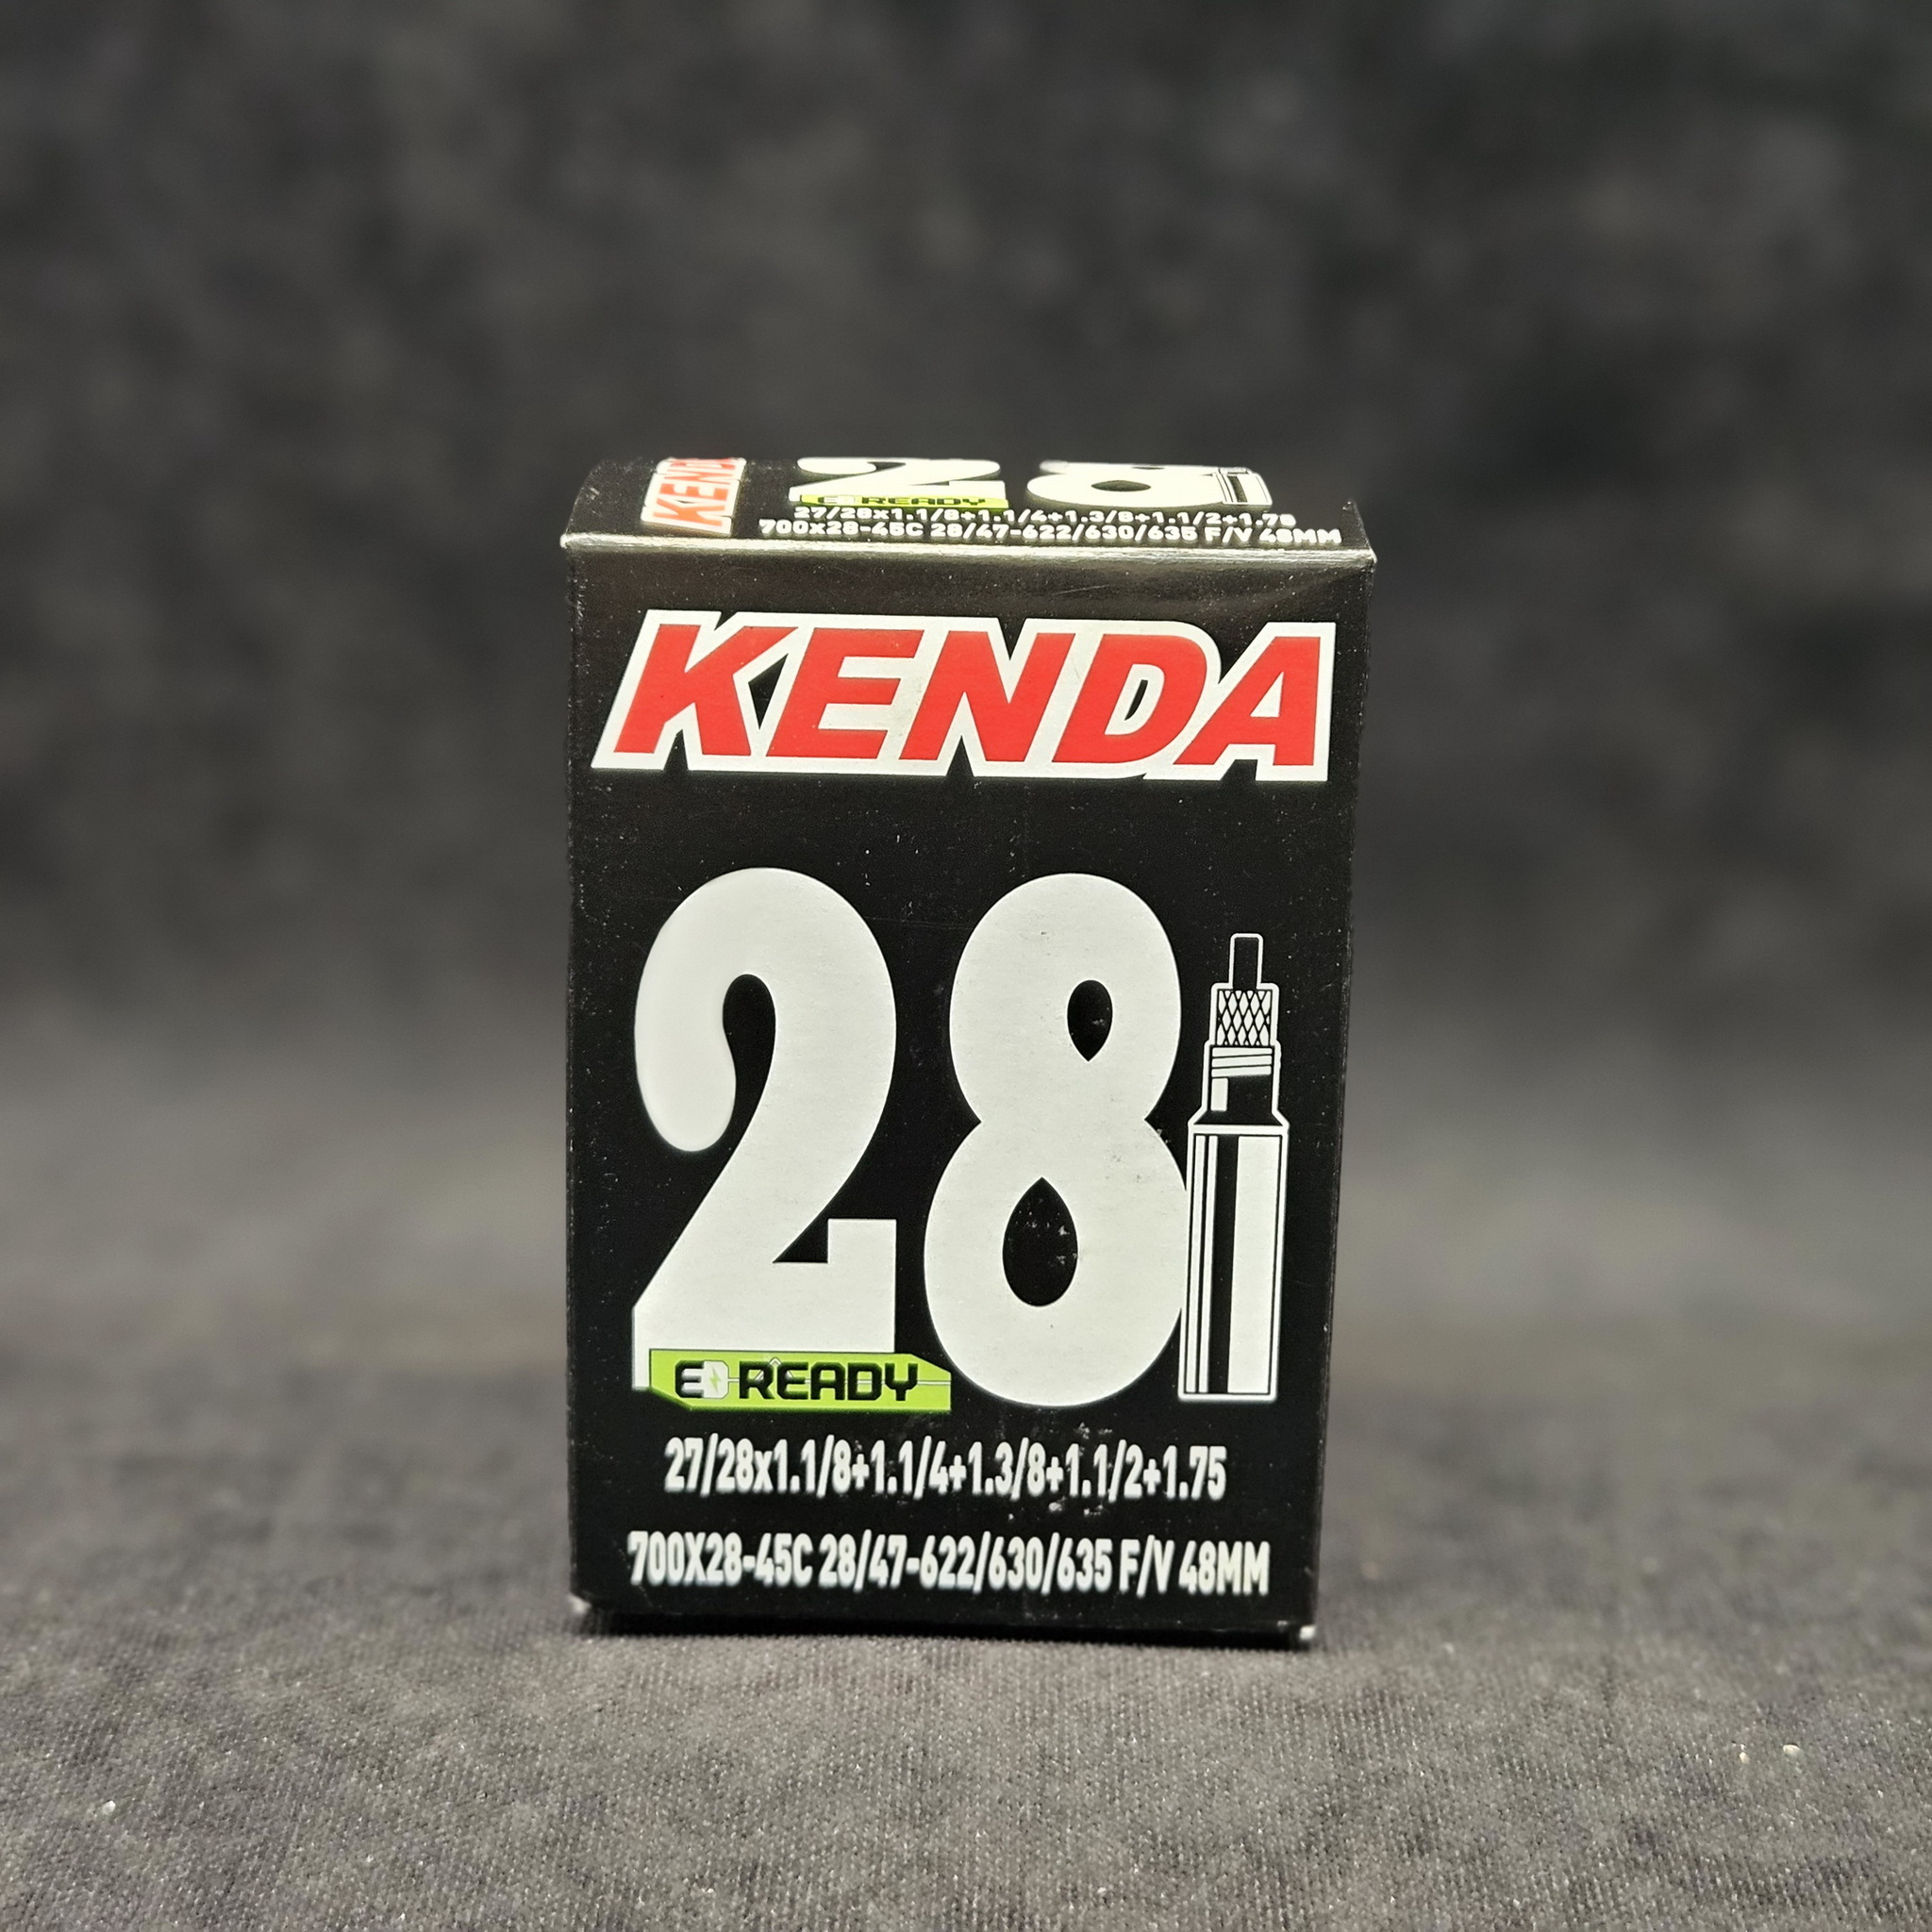 KENDA
28
E READY
27/28x1.1/8+1.1/4+1.3/8+1.1/2+1.75
700x28-45C 28/47-622/630/635 F/V 48MM
KENDA
28
E READY
27/28x1.1/8+1.1/4+1.3/8+1.1/2+1.75
700X28-45C 28/47-622/630/635 F/V 48MM